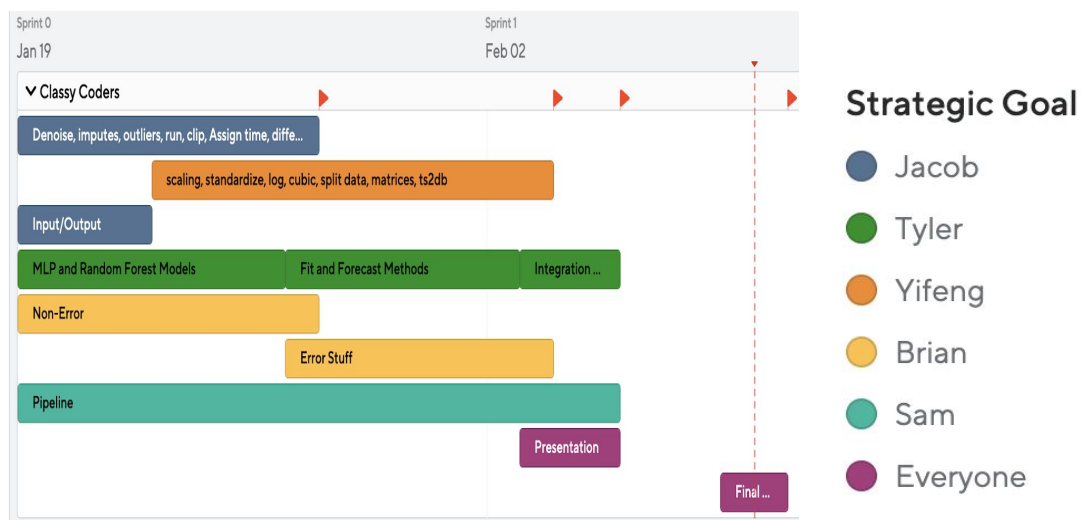 Sprint 0
Sprint 1
Jan 19
Feb 02
Classy Coders
Denoise, imputes, outliers, run, clip, Assign time, diffe...
scaling, standardize, log, cubic, split data, matrices, ts2db
Input/Output
MLP and Random Forest Models
Fit and Forecast Methods
Integration ...
Non-Error
Error Stuff
Pipeline
Presentation
Final ...
Strategic Goal
Jacob
Tyler
Yifeng
Brian
Sam
Everyone